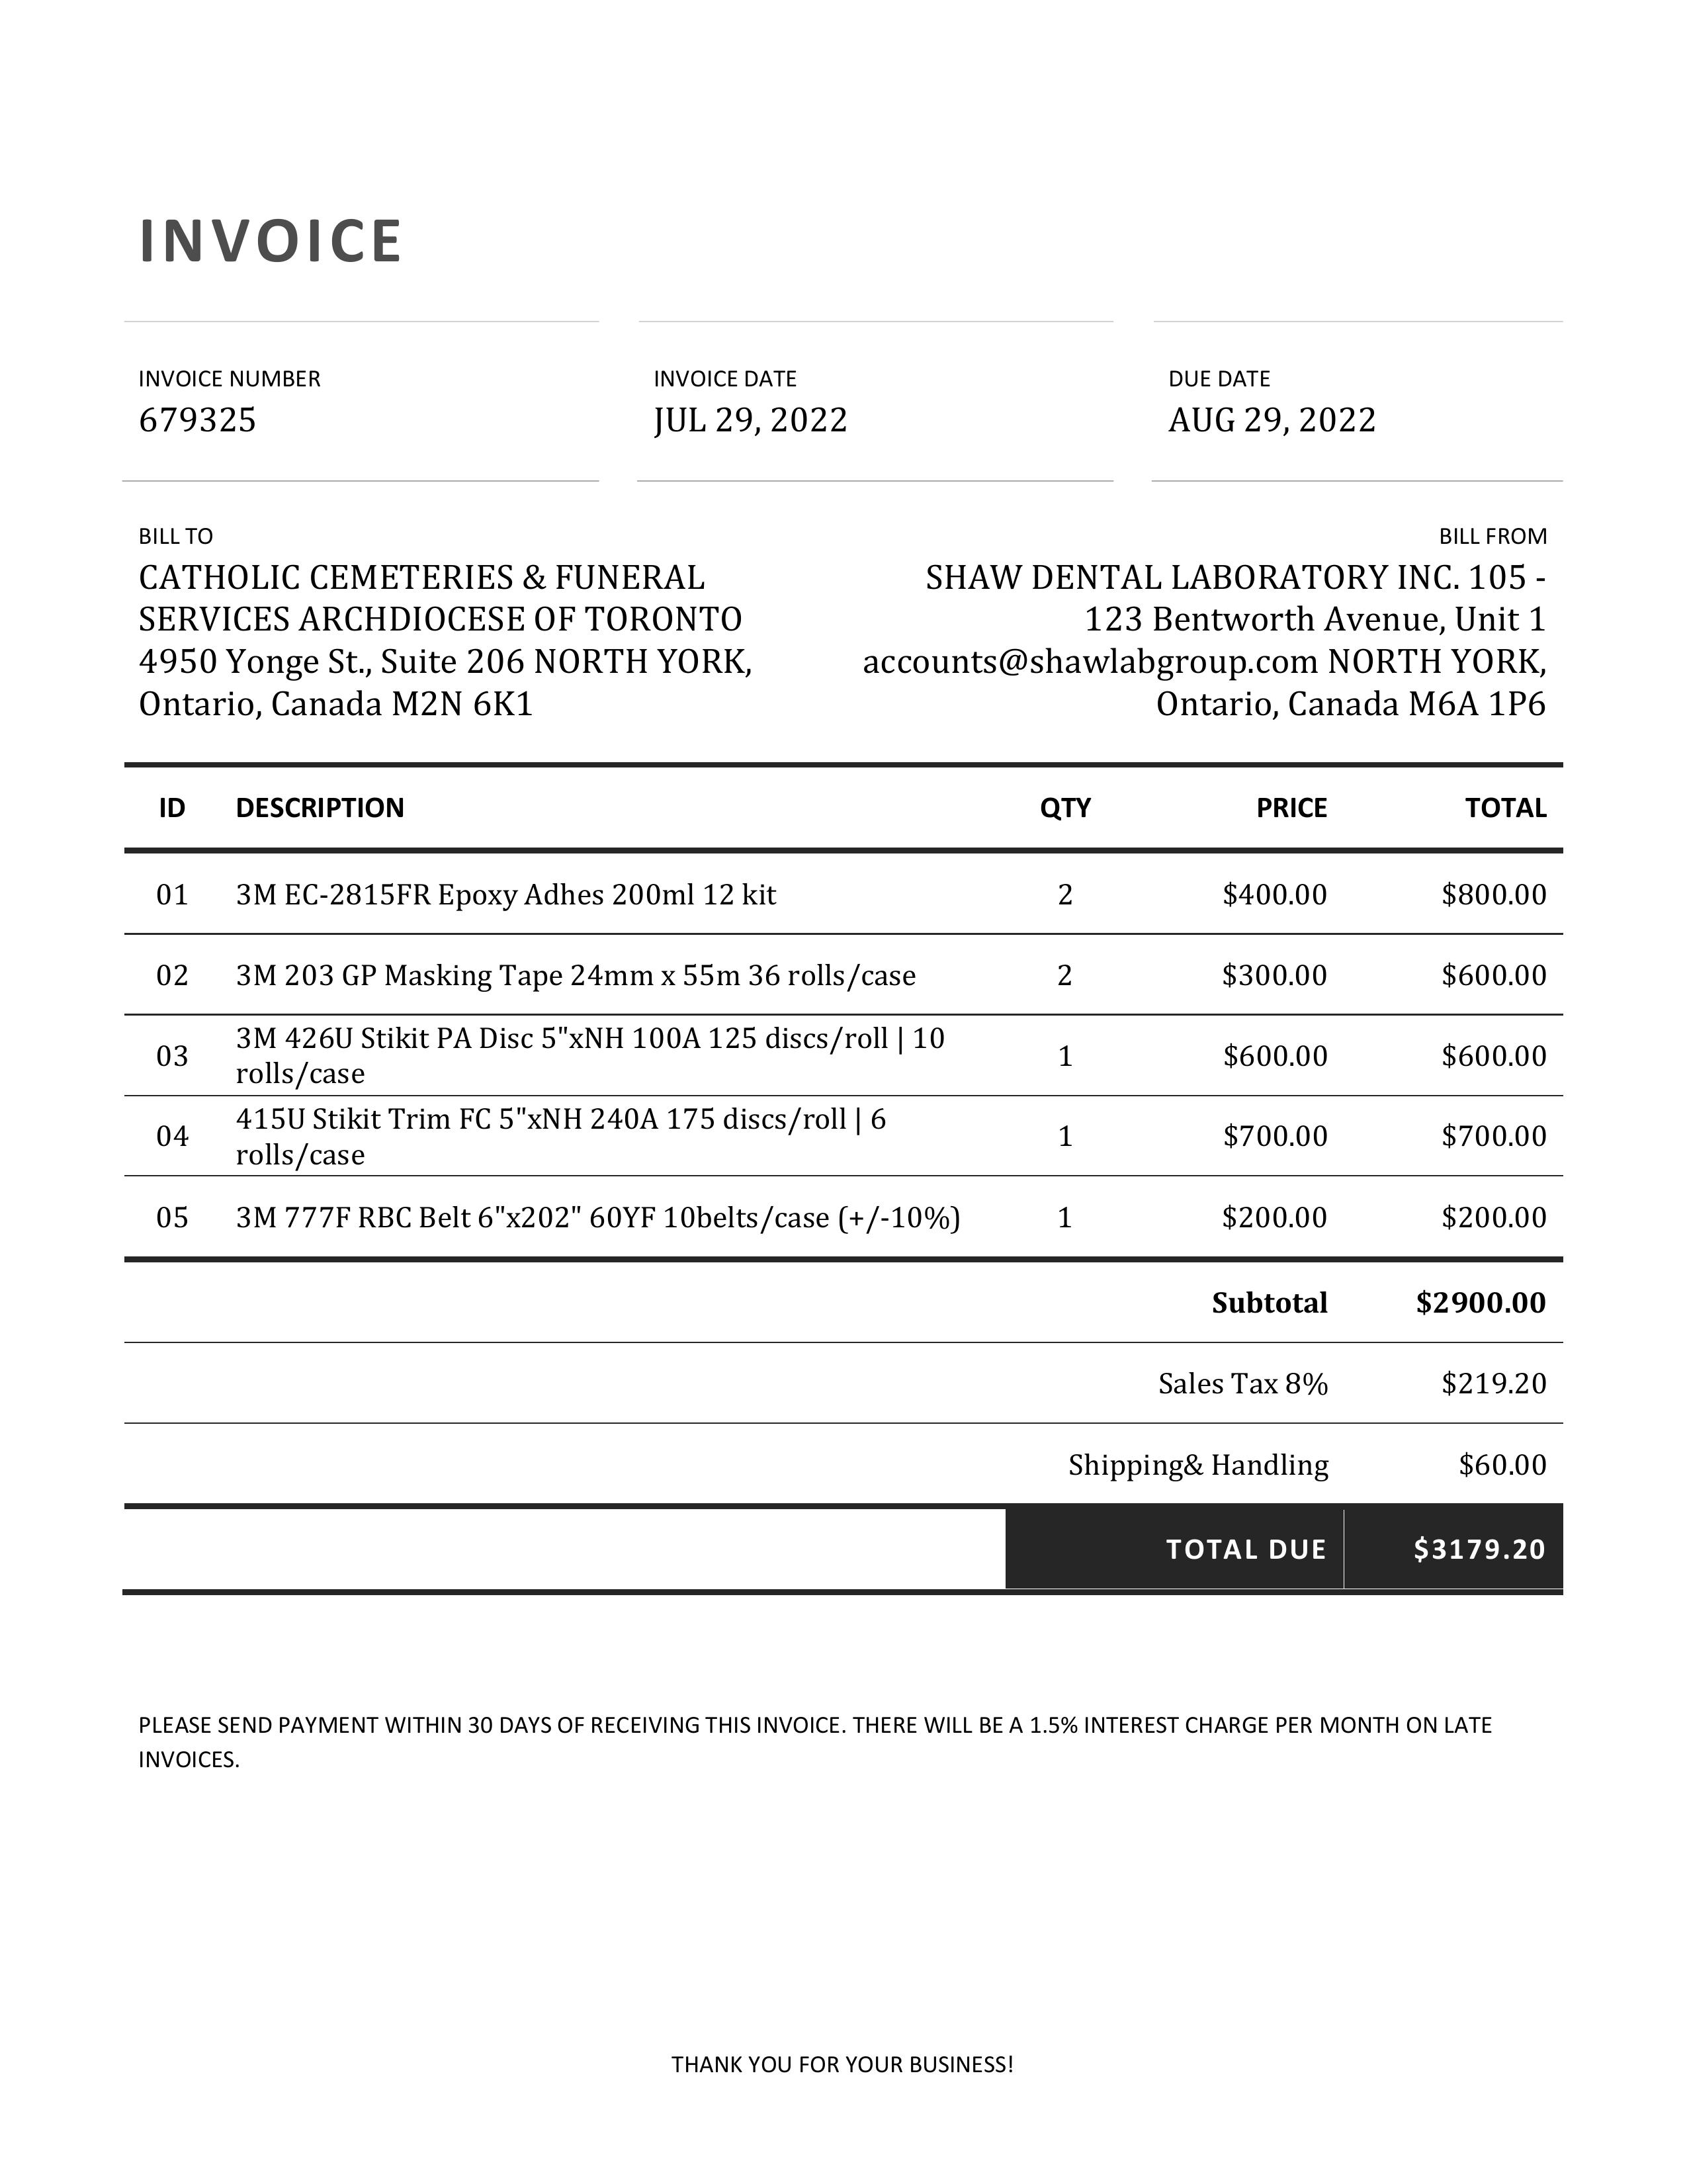 INVOICE
INVOICE NUMBER
679325
INVOICE DATE
JUL 29, 2022
DUE DATE
AUG 29, 2022
BILL TO
CATHOLIC CEMETERIES & FUNERAL
SERVICES ARCHDIOCESE OF TORONTO
4950 Yonge St., Suite 206 NORTH YORK,
Ontario, Canada M2N 6K1
BILL FROM
SHAW DENTAL LABORATORY INC. 105 -
123 Bentworth Avenue, Unit 1
accounts@shawlabgroup.com NORTH YORK,
Ontario, Canada M6A 1P6
ID DESCRIPTION QTY PRICE TOTAL
01 3M EC-2815FR Epoxy Adhes 200ml 12 kit 2 $400.00 $800.00
02 3M 203 GP Masking Tape 24mm x 55m 36 rolls/case 2 $300.00 $600.00
03 3M 426U Stikit PA Disc 5"xNH 100A 125 discs/roll | 10
rolls/case 1 $600.00 $600.00
04 415U Stikit Trim FC 5"xNH 240A 175 discs/roll | 6
rolls/case 1 $700.00 $700.00
05 3M 777F RBC Belt 6"x202" 60YF 10belts/case (+/-10%) 1 $200.00 $200.00
Subtotal $2900.00
Sales Tax 8% $219.20
Shipping& Handling $60.00
TOTAL DUE $3179.20
PLEASE SEND PAYMENT WITHIN 30 DAYS OF RECEIVING THIS INVOICE. THERE WILL BE A 1.5% INTEREST CHARGE PER MONTH ON LATE
INVOICES.
THANK YOU FOR YOUR BUSINESS!